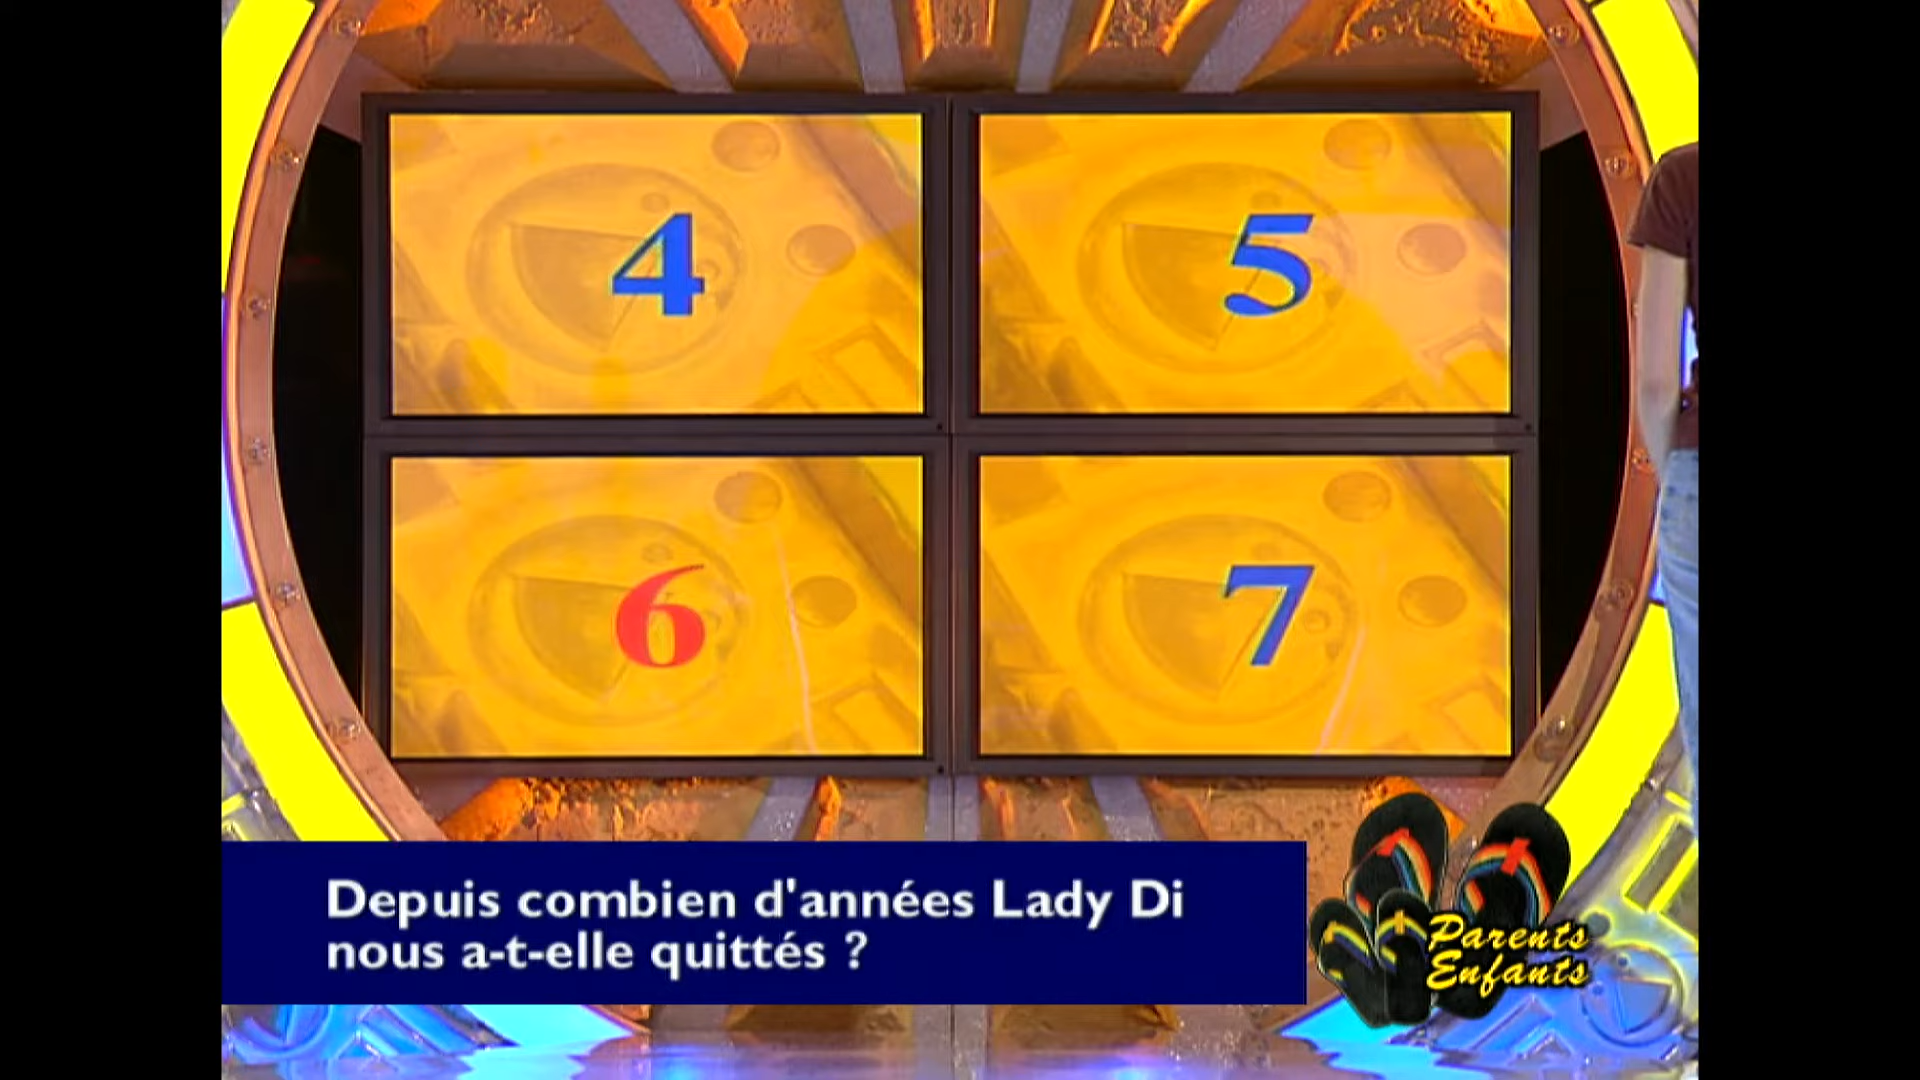 4
5
6
7
Depuis combien d'années Lady Di
nous a-t-elle quittés ?
Parents
Enfants